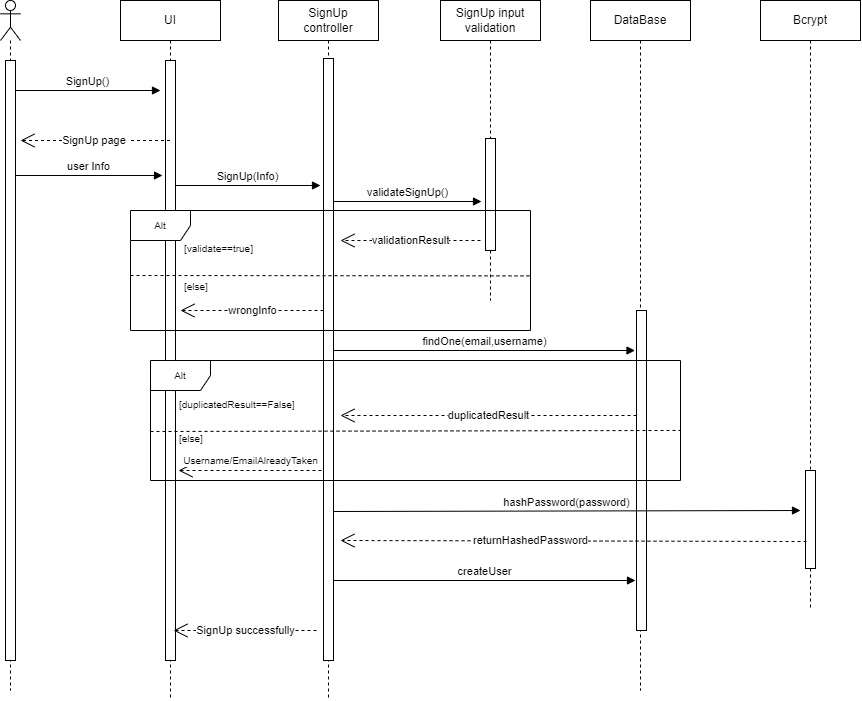 UI
SignUp
controller
SignUp input
validation
DataBase
Bcrypt
SignUp()
SignUp page
user Info
SignUp(Info)
validateSignUp()
Alt
validationResult
[validate==true]
[else]
wrongInfo
findOne(email,username)
Alt
[duplicatedResult==False]
duplicatedResult
[else]
Username/EmailAlreadyTaken
hashPassword(password)
returnHashedPassword
createUser
SignUp successfully